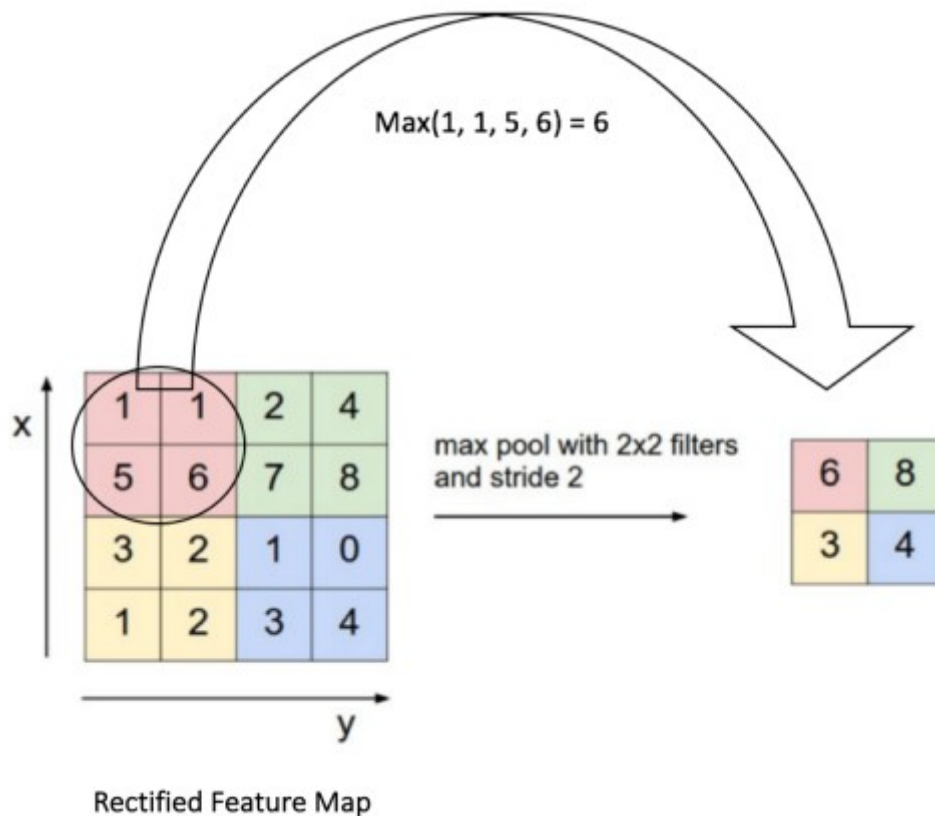 Max(1, 1, 5, 6) = 6
x
1 1 2 4
5 6 7 8
3 2 1 0
1 2 3 4
y
max pool with 2x2 filters
and stride 2
6 8
3 4
Rectified Feature Map